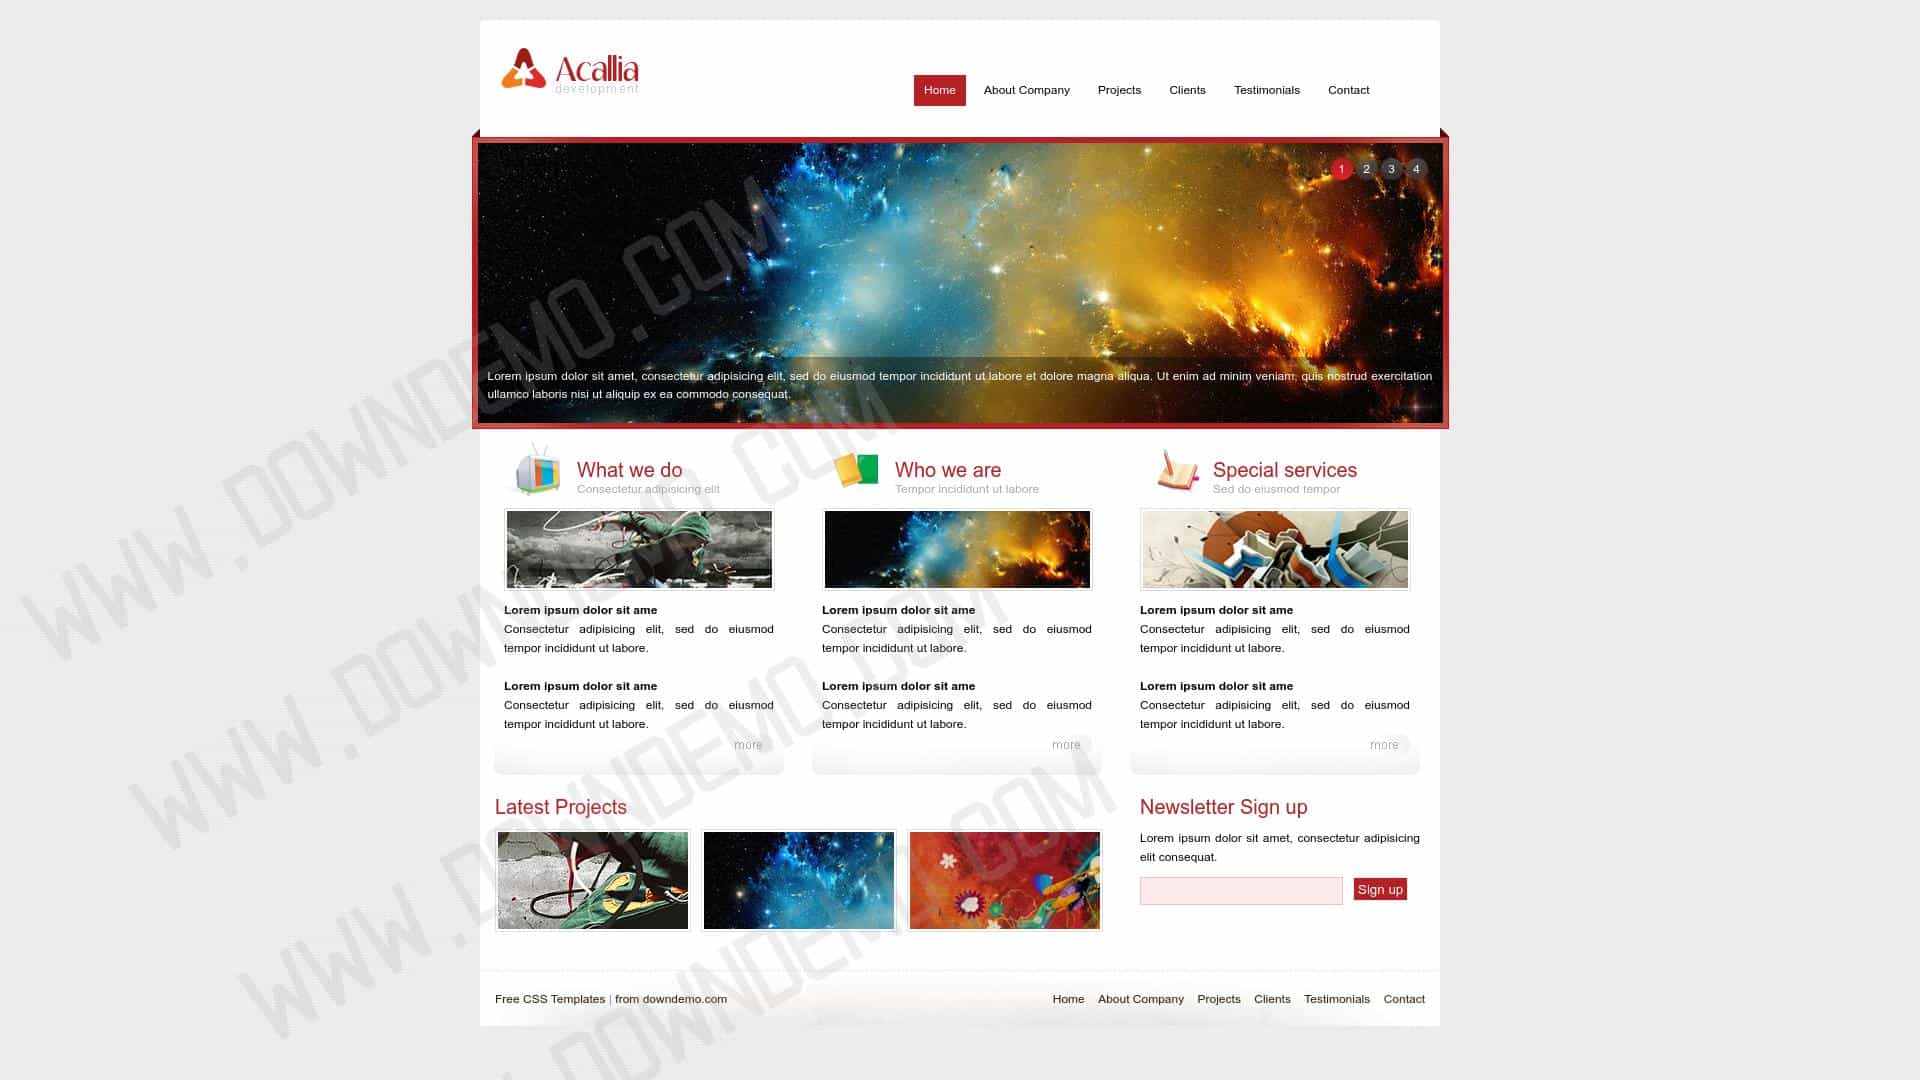 Acallia
development
Home About Company Projects Clients Testimonials Contact
1 2 3 4
Lorem ipsum dolor sit amet, consectetur adipisicing elit, sed do eiusmod tempor incididunt ut labore et dolore magna aliqua. Ut enim ad minim veniam, quis nostrud exercitation
ullamco laboris nisi ut aliquip ex ea commodo consequat.
What we do
Consectetur adipisicing elit
Lorem ipsum dolor sit ame
Consectetur adipisicing elit, sed do eiusmod
tempor incididunt ut labore.
Lorem ipsum dolor sit ame
Consectetur adipisicing elit, sed do eiusmod
tempor incididunt ut labore.
more
Who we are
Tempor incididunt ut labore
Lorem ipsum dolor sit ame
Consectetur adipisicing elit, sed do eiusmod
tempor incididunt ut labore.
Lorem ipsum dolor sit ame
Consectetur adipisicing elit, sed do eiusmod
tempor incididunt ut labore.
more
Special services
Sed do eiusmod tempor
Lorem ipsum dolor sit ame
Consectetur adipisicing elit, sed do eiusmod
tempor incididunt ut labore.
Lorem ipsum dolor sit ame
Consectetur adipisicing elit, sed do eiusmod
tempor incididunt ut labore.
more
Latest Projects
Newsletter Sign up
Lorem ipsum dolor sit amet, consectetur adipisicing
elit consequat.
Sign up
Free CSS Templates | from downdemo.com
Home About Company Projects Clients Testimonials Contact
WWW.DOWNDEMO.COM
WWW.DOWNDEMO.COM
WWW.DOWNDEMO.COM
WWW.DOWNDEMO.COM
DOWNDEMO